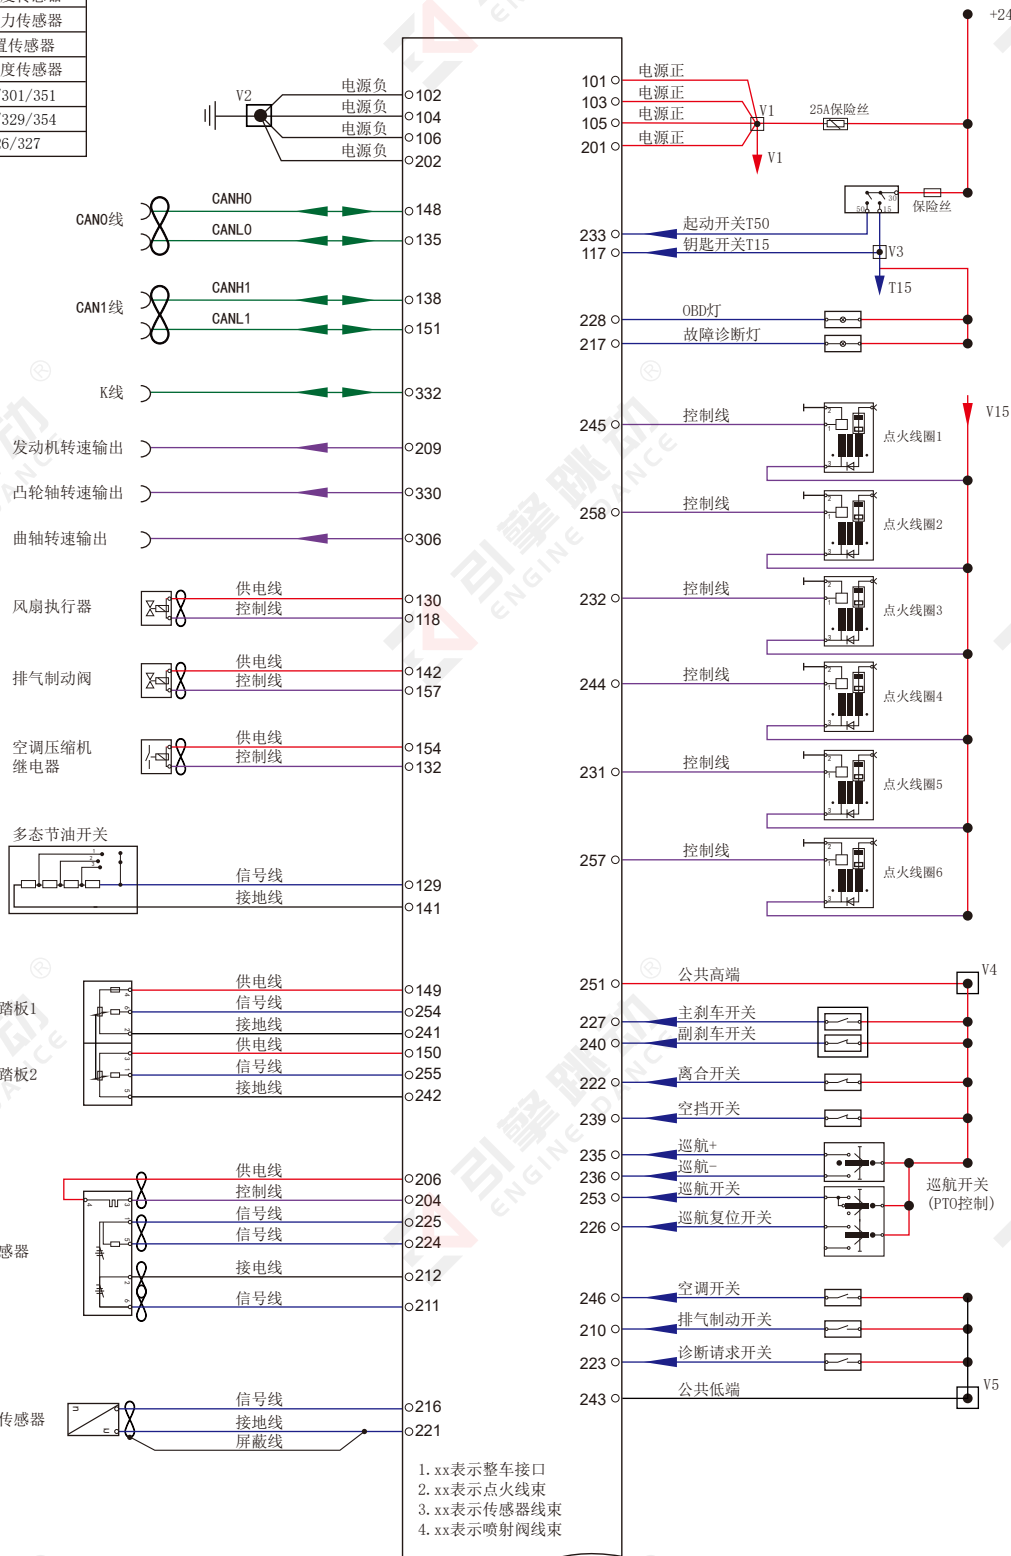 度传感器
力传感器
置传感器
度传感器
301/351
/329/354
6/327
+24
V2
电源负
102
电源负
104
电源负
106
电源负
202
101
电源正
103
电源正
105
电源正
201
电源正
V1
V1
25A保险丝
30
50
15
保险丝
CAN0线
CANH0
148
CANL0
135
233
起动开关T50
117
钥匙开关T15
V3
T15
CAN1线
CANH1
138
CANL1
151
228
OBD灯
217
故障诊断灯
K线
332
V15
发动机转速输出
209
凸轮轴转速输出
330
曲轴转速输出
306
245
控制线
点火线圈1
258
控制线
点火线圈2
232
控制线
点火线圈3
244
控制线
点火线圈4
231
控制线
点火线圈5
257
控制线
点火线圈6
风扇执行器
供电线
130
控制线
118
排气制动阀
供电线
142
控制线
157
空调压缩机
继电器
供电线
154
控制线
132
多态节油开关
信号线
129
接地线
141
踏板1
供电线
149
信号线
254
接地线
241
踏板2
供电线
150
信号线
255
接地线
242
感器
供电线
206
控制线
204
信号线
225
信号线
224
接电线
212
信号线
211
传感器
信号线
216
接地线
221
屏蔽线
251
公共高端
V4
227
主刹车开关
240
副刹车开关
222
离合开关
239
空挡开关
235
巡航+
236
巡航-
253
巡航开关
226
巡航复位开关
巡航开关
(PTO控制)
246
空调开关
210
排气制动开关
223
诊断请求开关
243
公共低端
V5
1. xx表示整车接口
2. xx表示点火线束
3. xx表示传感器线束
4. xx表示喷射阀线束
引擎跳动
ENGINE DANCE